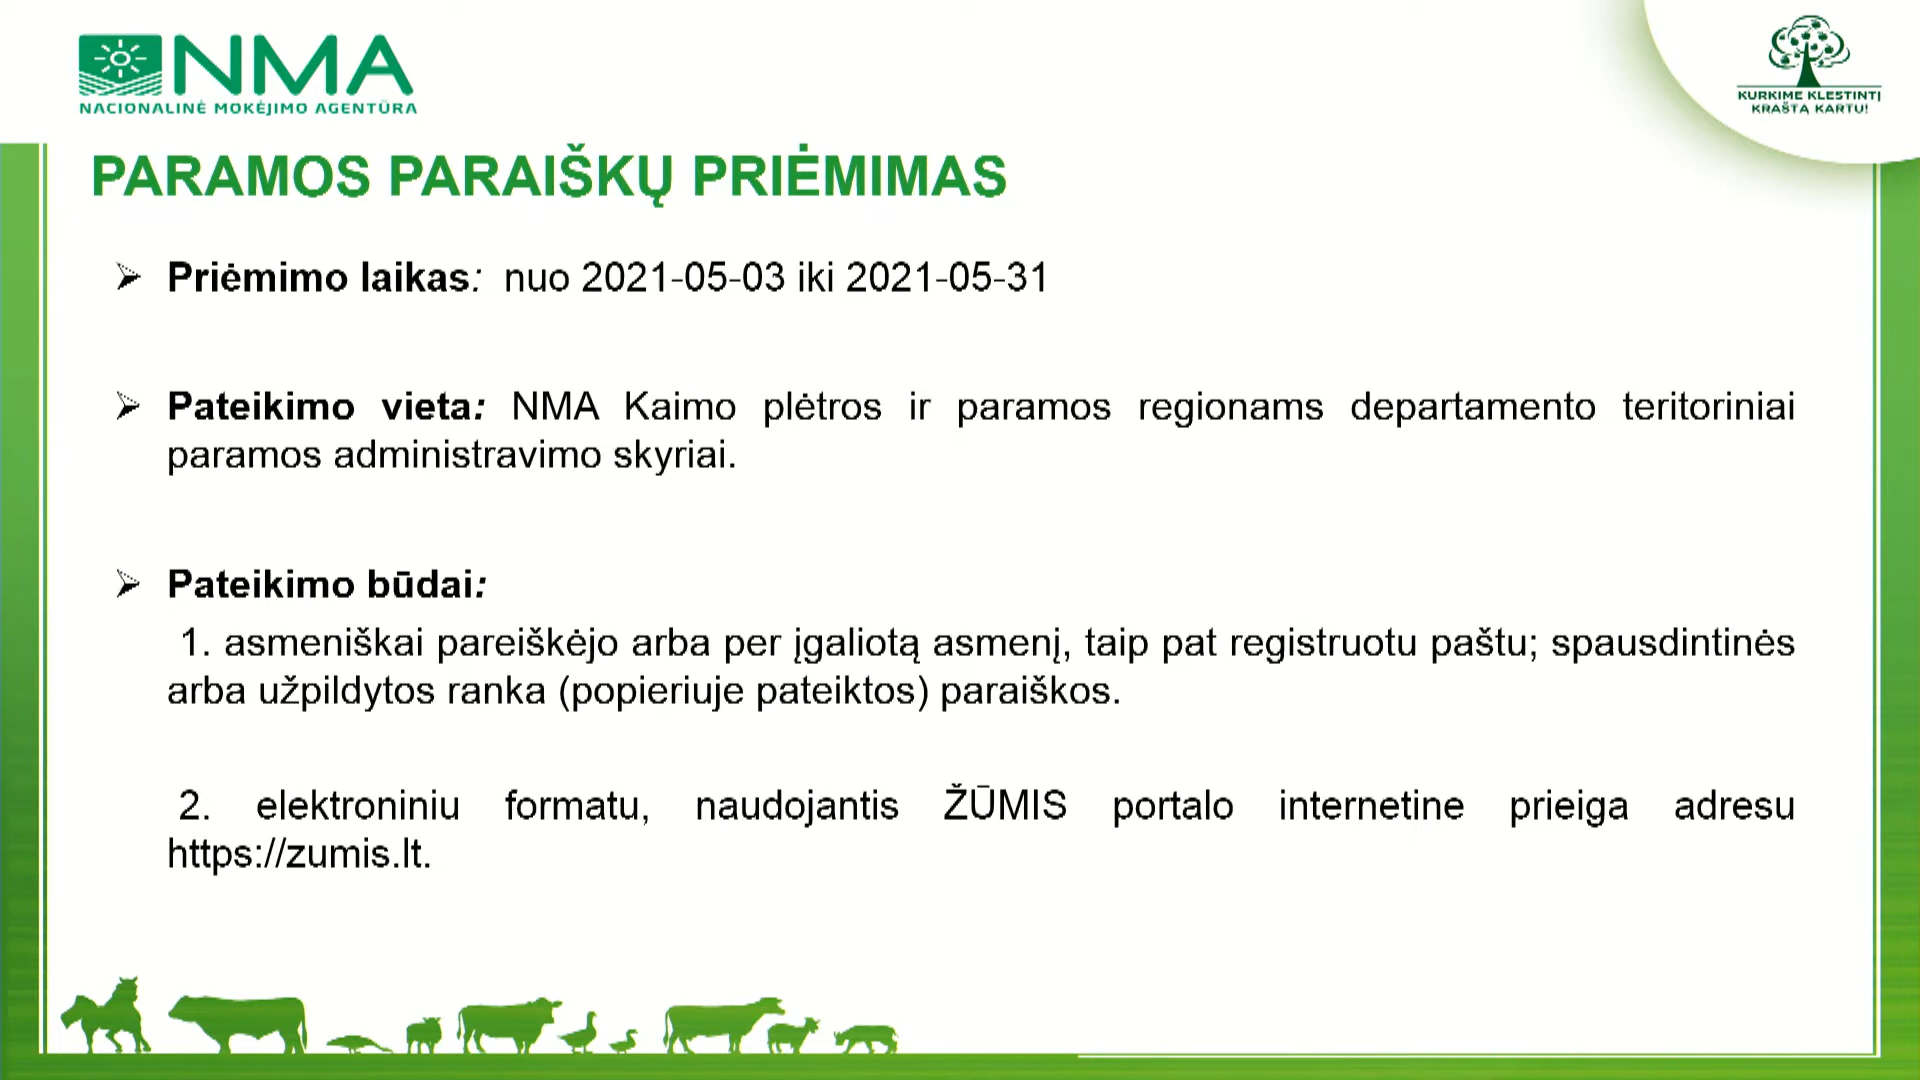 NMA
NACIONALINĖ MOKĖJIMO AGENTŪRA
KURKIME KLESTINTĮ
KRAŠTĄ KARTU!
PARAMOS PARAIŠKŲ PRIĖMIMAS
➢ Priėmimo laikas: nuo 2021-05-03 iki 2021-05-31
➢ Pateikimo vieta: NMA Kaimo plėtros ir paramos regionams departamento teritoriniai
paramos administravimo skyriai.
➢ Pateikimo būdai:
1. asmeniškai pareiškėjo arba per įgaliotą asmenį, taip pat registruotu paštu; spausdintinės
arba užpildytos ranka (popieriuje pateiktos) paraiškos.
2. elektroniniu formatu, naudojantis ŽŪMIS portalo internetine prieiga adresu
https://zumis.lt.